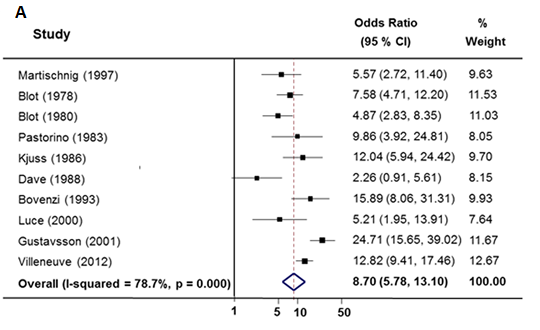 A
Study
Odds Ratio
(95 % CI)
%
Weight
Martischnig (1997) 5.57 (2.72, 11.40) 9.63
Blot (1978) 7.58 (4.71, 12.20) 11.53
Blot (1980) 4.87 (2.83, 8.35) 11.03
Pastorino (1983) 9.86 (3.92, 24.81) 8.05
Kjuss (1986) 12.04 (5.94, 24.42) 9.70
Dave (1988) 2.26 (0.91, 5.61) 8.15
Bovenzi (1993) 15.89 (8.06, 31.31) 9.93
Luce (2000) 5.21 (1.95, 13.91) 7.64
Gustavsson (2001) 24.71 (15.65, 39.02) 11.67
Villeneuve (2012) 12.82 (9.41, 17.46) 12.67
Overall (I-squared = 78.7%, p = 0.000) 8.70 (5.78, 13.10) 100.00
1 5 10 50